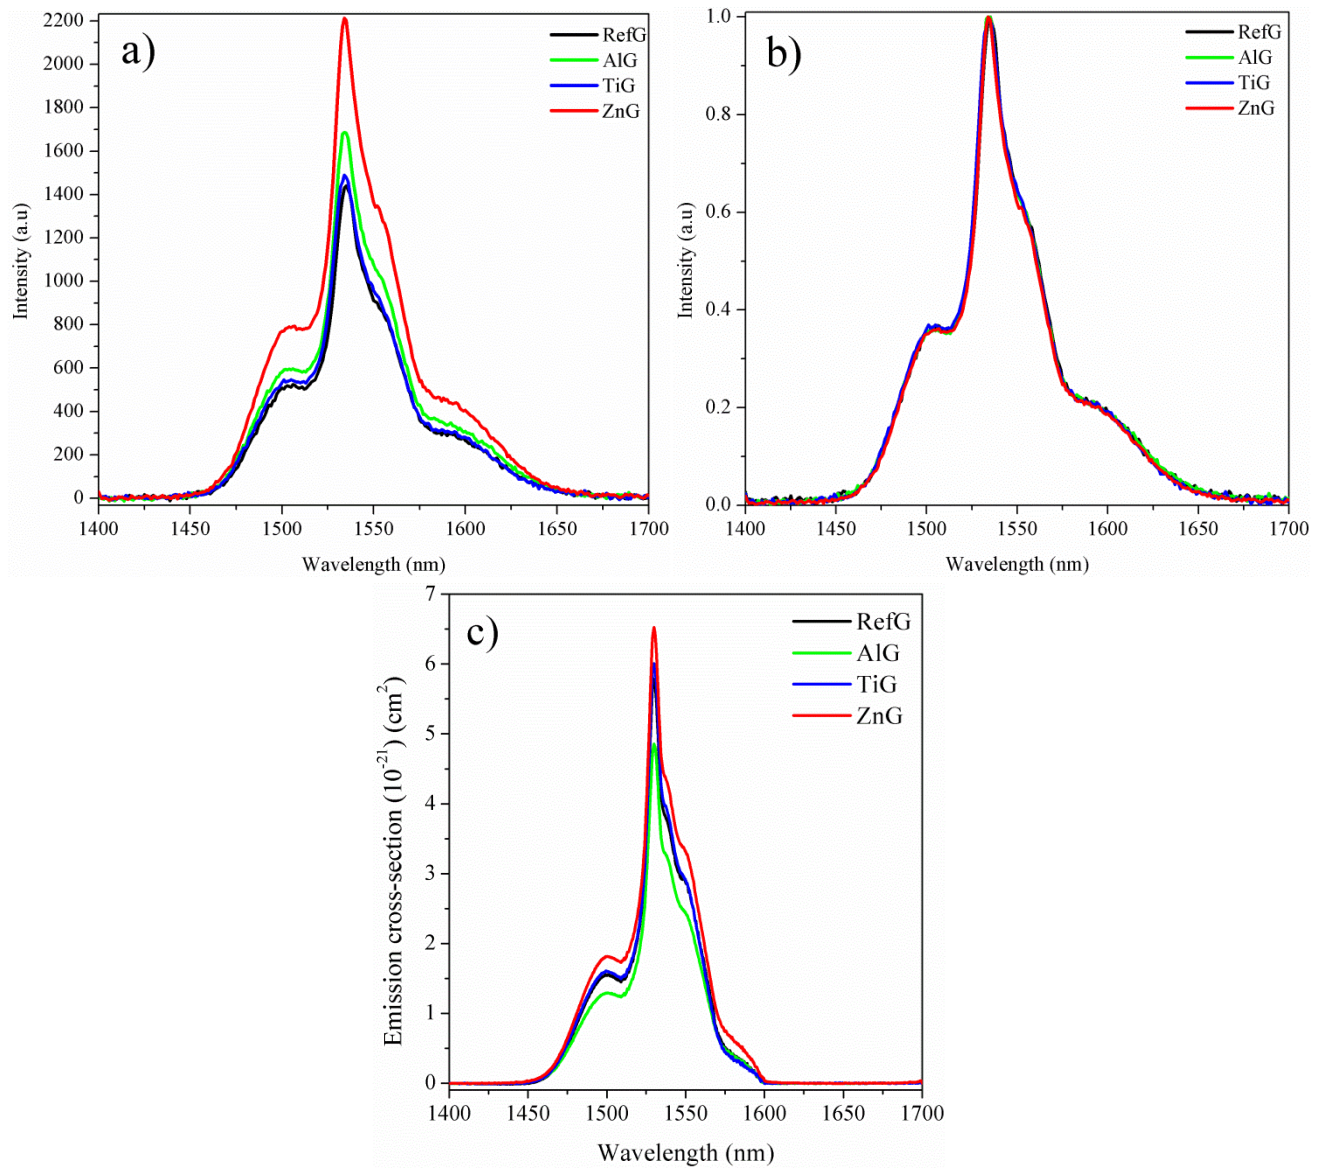 a)
RefG
AlG
TiG
ZnG
2200
2000
1800
1600
1400
1200
1000
800
600
400
200
0
Intensity (a.u)
1400 1450 1500 1550 1600 1650 1700
Wavelength (nm)
b)
RefG
AlG
TiG
ZnG
1.0
0.8
0.6
0.4
0.2
0.0
Intensity (a.u)
1400 1450 1500 1550 1600 1650 1700
Wavelength (nm)
c)
RefG
AlG
TiG
ZnG
7
6
5
4
3
2
1
0
Emission cross-section (10⁻²¹) (cm²)
1400 1450 1500 1550 1600 1650 1700
Wavelength (nm)